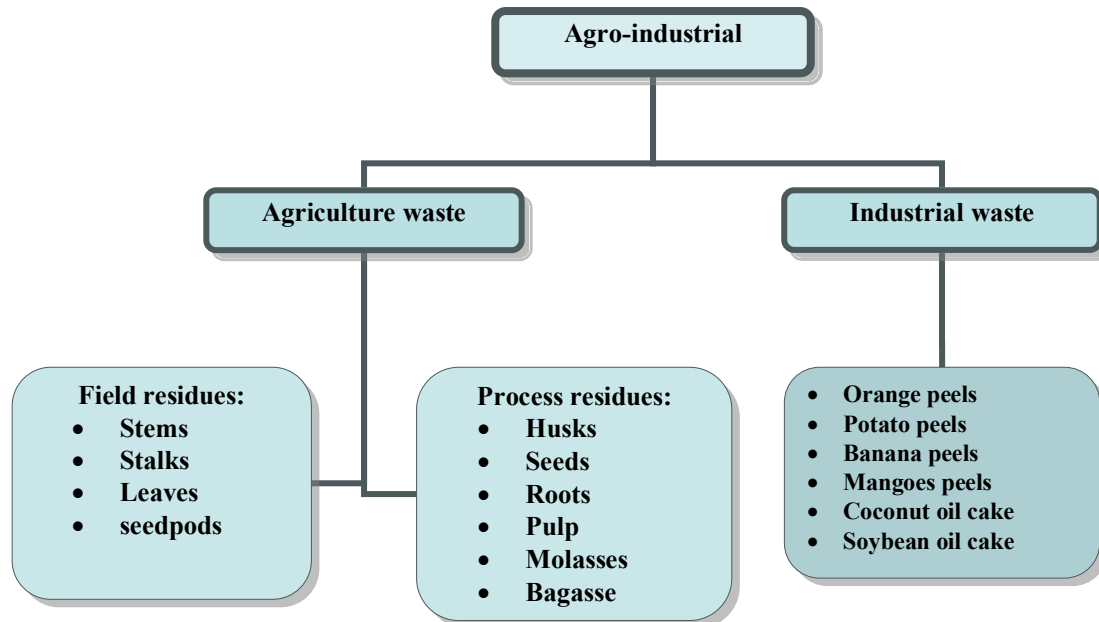 Agro-industrial
Agriculture waste
Industrial waste
Field residues:
• Stems
• Stalks
• Leaves
• seedpods
Process residues:
• Husks
• Seeds
• Roots
• Pulp
• Molasses
• Bagasse
• Orange peels
• Potato peels
• Banana peels
• Mangoes peels
• Coconut oil cake
• Soybean oil cake